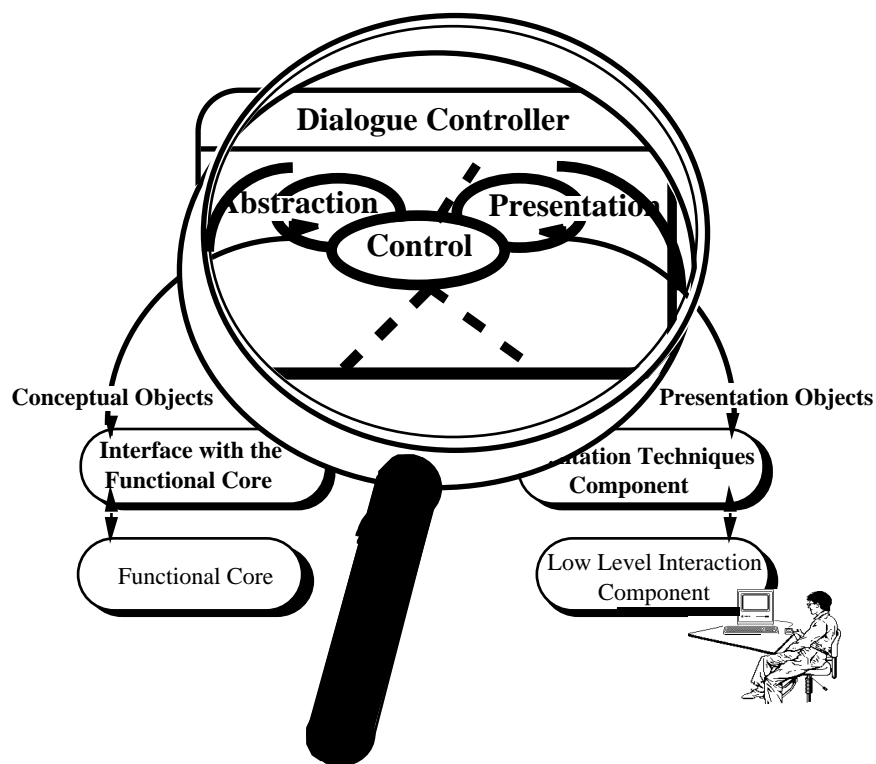 Dialogue Controller
Abstraction
Presentation
Control
Conceptual Objects
Presentation Objects
Interface with the
Functional Core
Techniques
Component
Functional Core
Low Level Interaction
Component